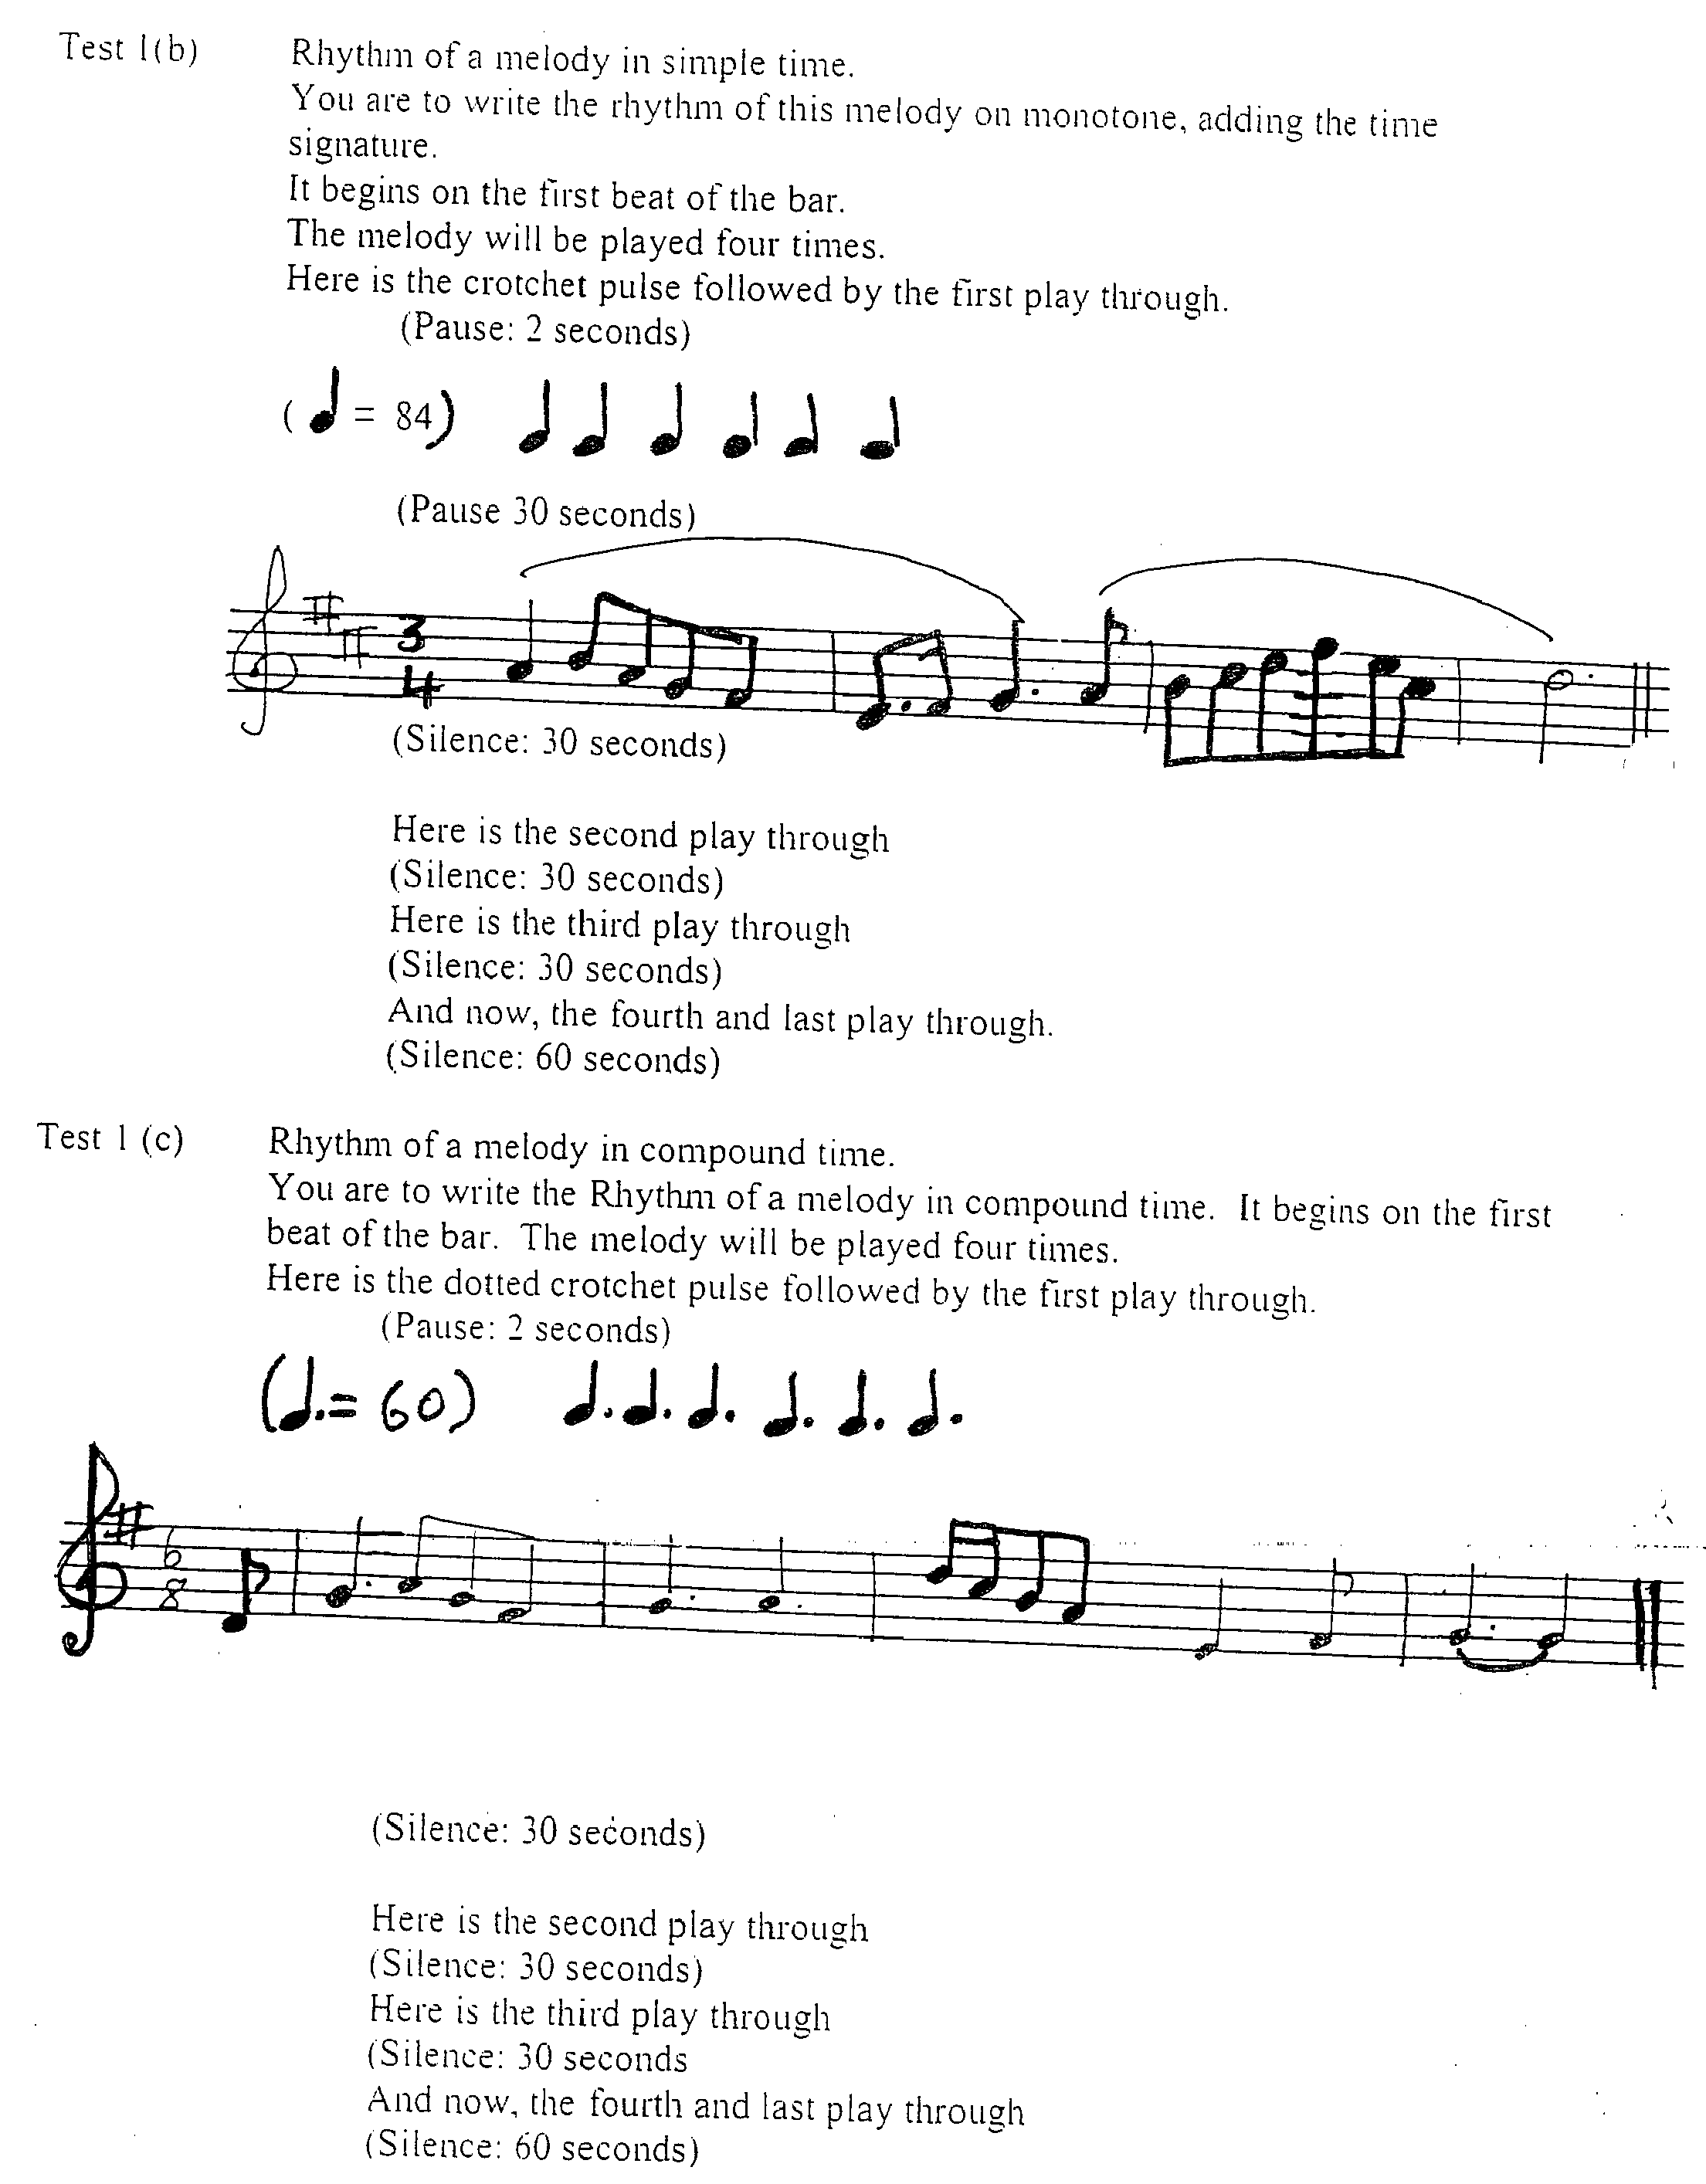 Test 1(b) Rhythm of a melody in simple time.
You are to write the rhythm of this melody on monotone, adding the time
signature.
It begins on the first beat of the bar.
The melody will be played four times.
Here is the crotchet pulse followed by the first play through.
(Pause: 2 seconds)
(♩ = 84) ♩ ♩ ♩ ♩ ♩ ♩
(Pause 30 seconds)
3
4
(Silence: 30 seconds)
Here is the second play through
(Silence: 30 seconds)
Here is the third play through
(Silence: 30 seconds)
And now, the fourth and last play through.
(Silence: 60 seconds)
Test 1 (c) Rhythm of a melody in compound time.
You are to write the Rhythm of a melody in compound time. It begins on the first
beat of the bar. The melody will be played four times.
Here is the dotted crotchet pulse followed by the first play through.
(Pause: 2 seconds)
(♩. = 60) ♩. ♩. ♩. ♩. ♩. ♩.
6
8
(Silence: 30 seconds)
Here is the second play through
(Silence: 30 seconds)
Here is the third play through
(Silence: 30 seconds
And now, the fourth and last play through
(Silence: 60 seconds)